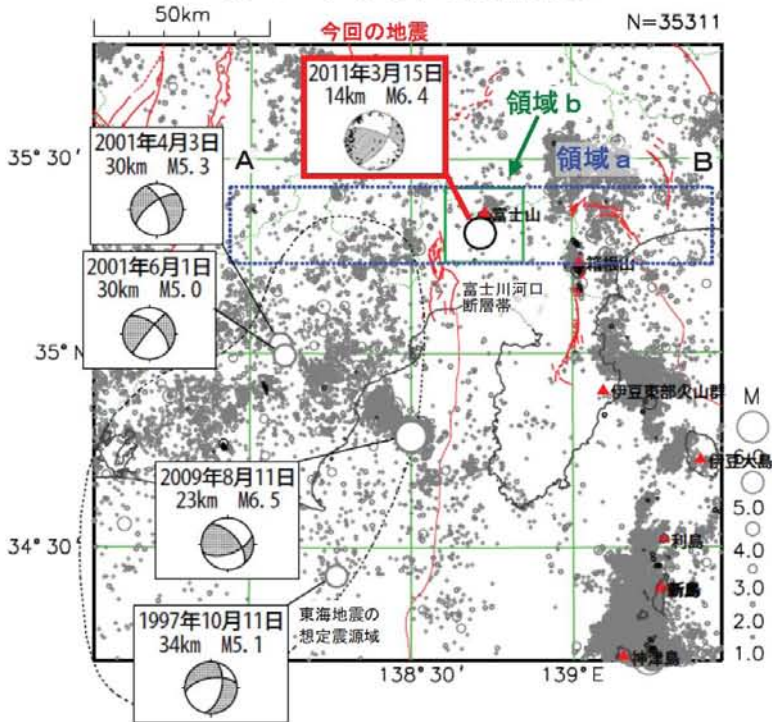 50km
N=35311
今回の地震
2011年3月15日
14km M6.4
領域b
2001年4月3日
30km M5.3
35°30'
A
領域a
B
富士山
2001年6月1日
30km M5.0
箱根山
富士川河口
断層帯
35°N
伊豆東部火山群
M
6.0
伊豆大島
2009年8月11日
23km M6.5
5.0
34°30'
利島
4.0
新島
3.0
1997年10月11日
34km M5.1
東海地震の
想定震源域
2.0
1.0
神津島
138°30'
139°E